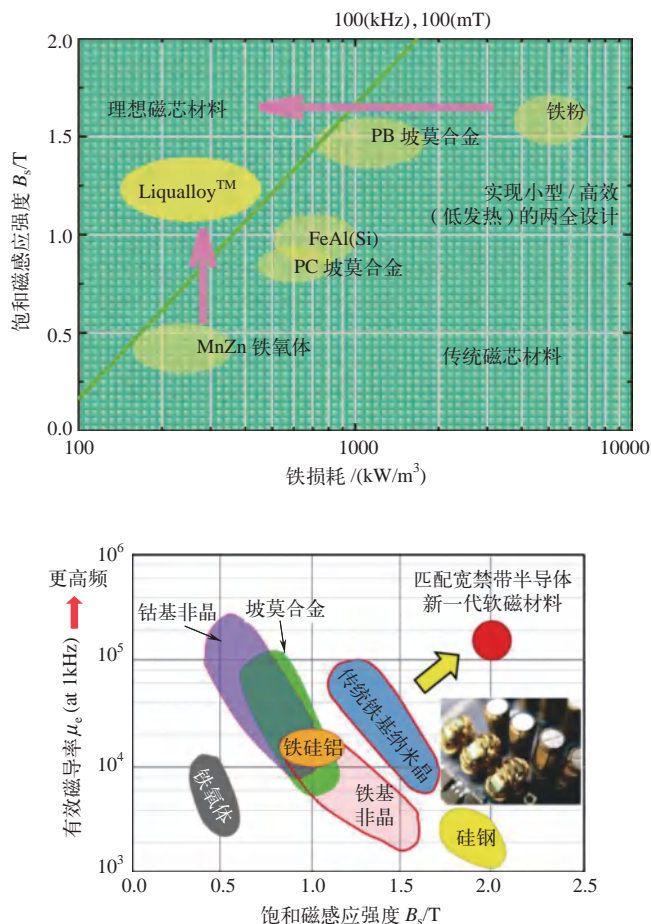 100(kHz), 100(mT)
2.0
理想磁芯材料
铁粉
1.5
PB 坡莫合金
Liqualloy™
实现小型 / 高效
(低发热) 的两全设计
1.0
FeAl(Si)
PC 坡莫合金
0.5
MnZn 铁氧体
传统磁芯材料
0.0
饱和磁感应强度 Bs/T
100
1000
10000
铁损耗 /(kW/m³)
10⁶
更高频
匹配宽禁带半导体
新一代软磁材料
钴基非晶
坡莫合金
10⁵
传统铁基纳米晶
铁硅铝
10⁴
铁氧体
铁基
非晶
硅钢
10³
有效磁导率 μe (at 1kHz)
0.0
0.5
1.0
1.5
2.0
2.5
饱和磁感应强度 Bs/T